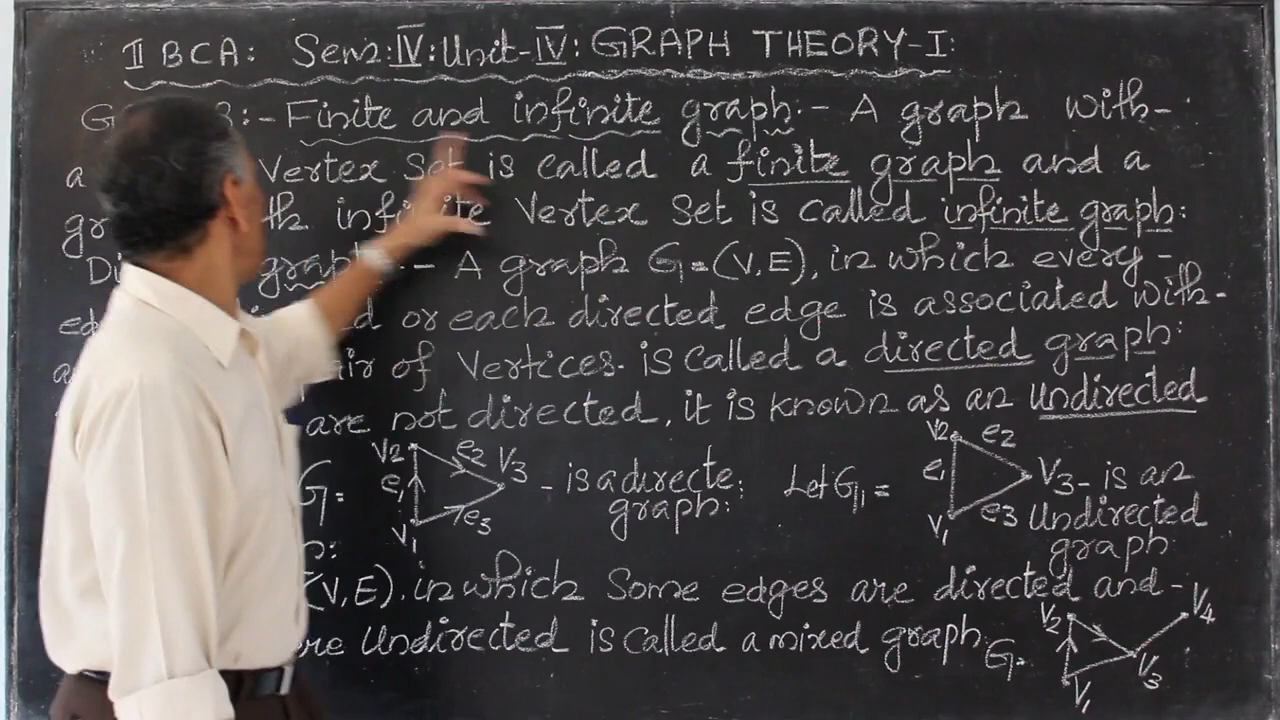 II BCA: Sem:IV:Unit-IV: GRAPH THEORY-I:
3:- Finite and infinite graph:- A graph with-
a Vertex Set is called a finite graph and a
infinite Vertex Set is called infinite graph:
graph:- A graph G=(V,E), in which every-
or each directed edge is associated with-
of Vertices. is called a directed graph:
are not directed, it is known as an undirected
G= V2 e2 V3 e1 e3 V1 - is a directe graph: Let G1= V2 e2 e1 V3 - is an e3 V1 Undirected graph
(V,E). in which Some edges are directed and-
Undirected is called a mixed graph. G= V2 V4 V3 V1